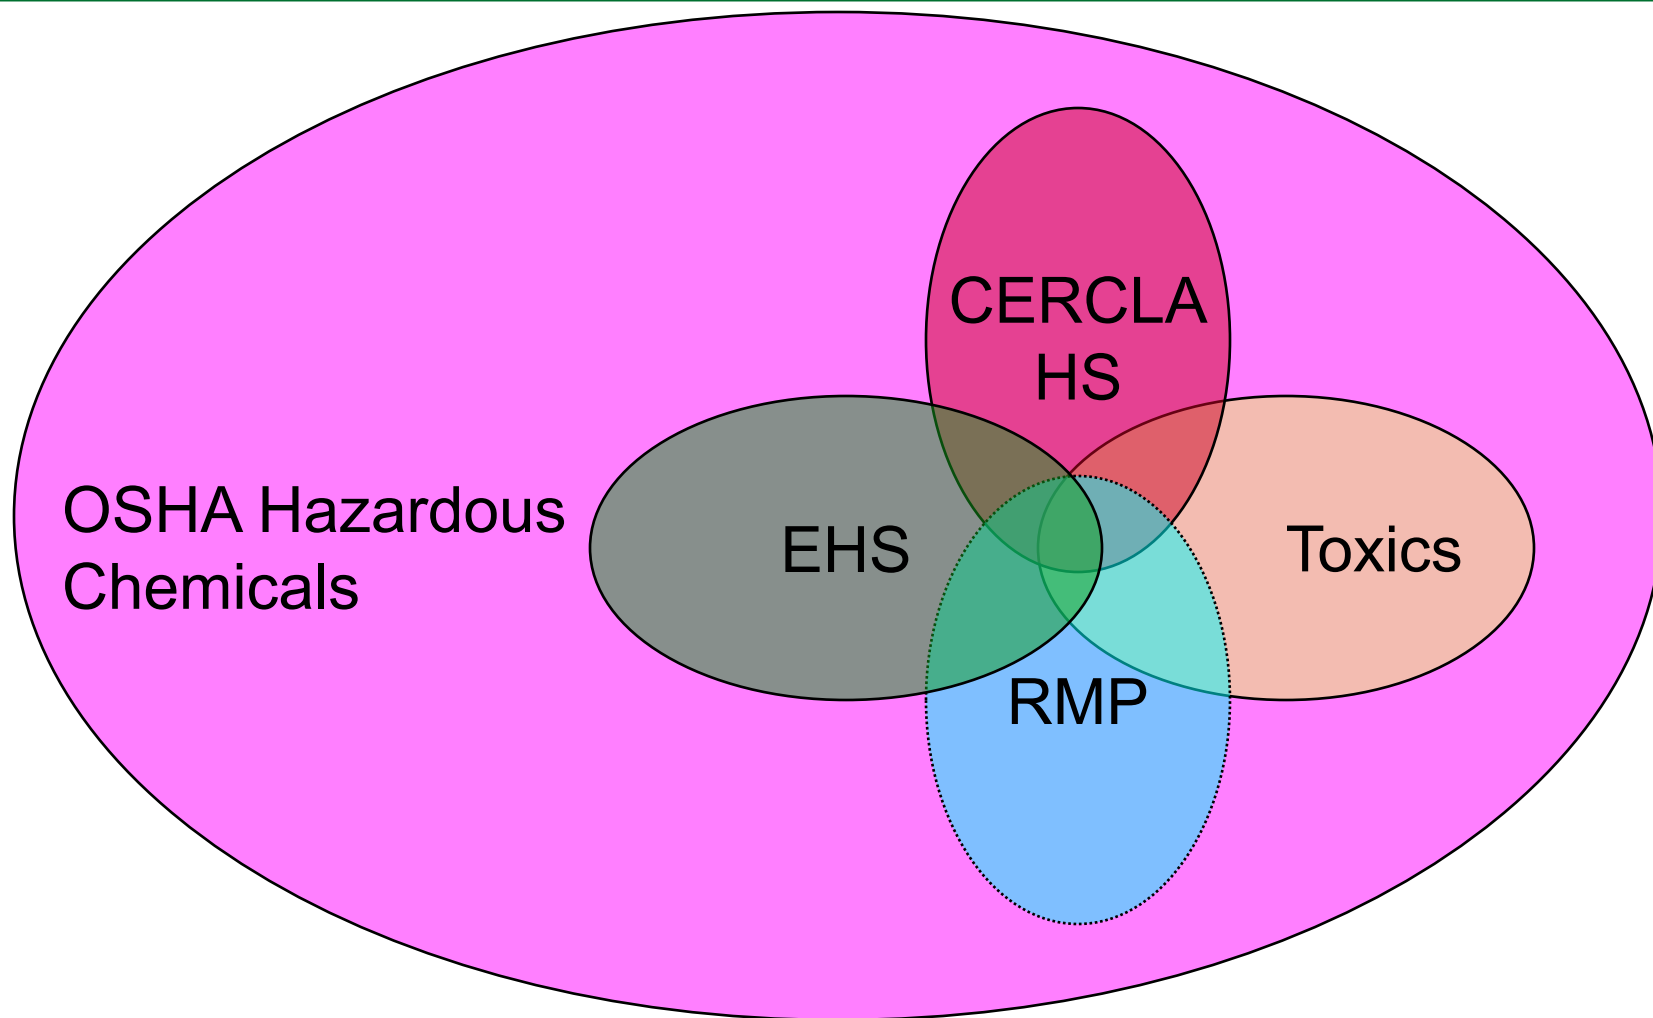 CERCLA
HS
OSHA Hazardous
Chemicals
EHS
Toxics
RMP